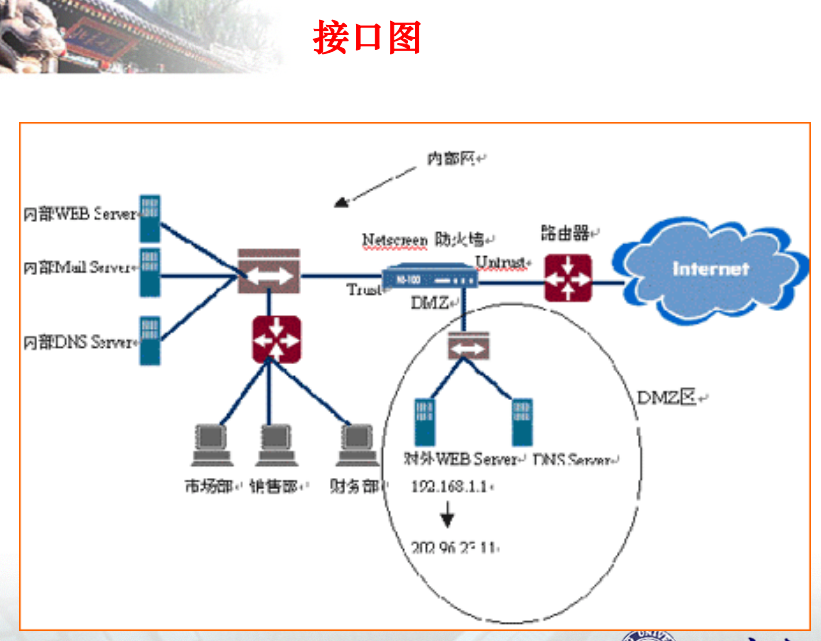 接口图
内部网
内部WEB Server
Netscreen 防火墙
路由器
内部Mail Server
Untrust
Internet
NS-100
Trust
DMZ
内部DNS Server
DMZ区
对外WEB Server
DNS Server
市场部
销售部
财务部
192.168.1.1
202.96.23.11